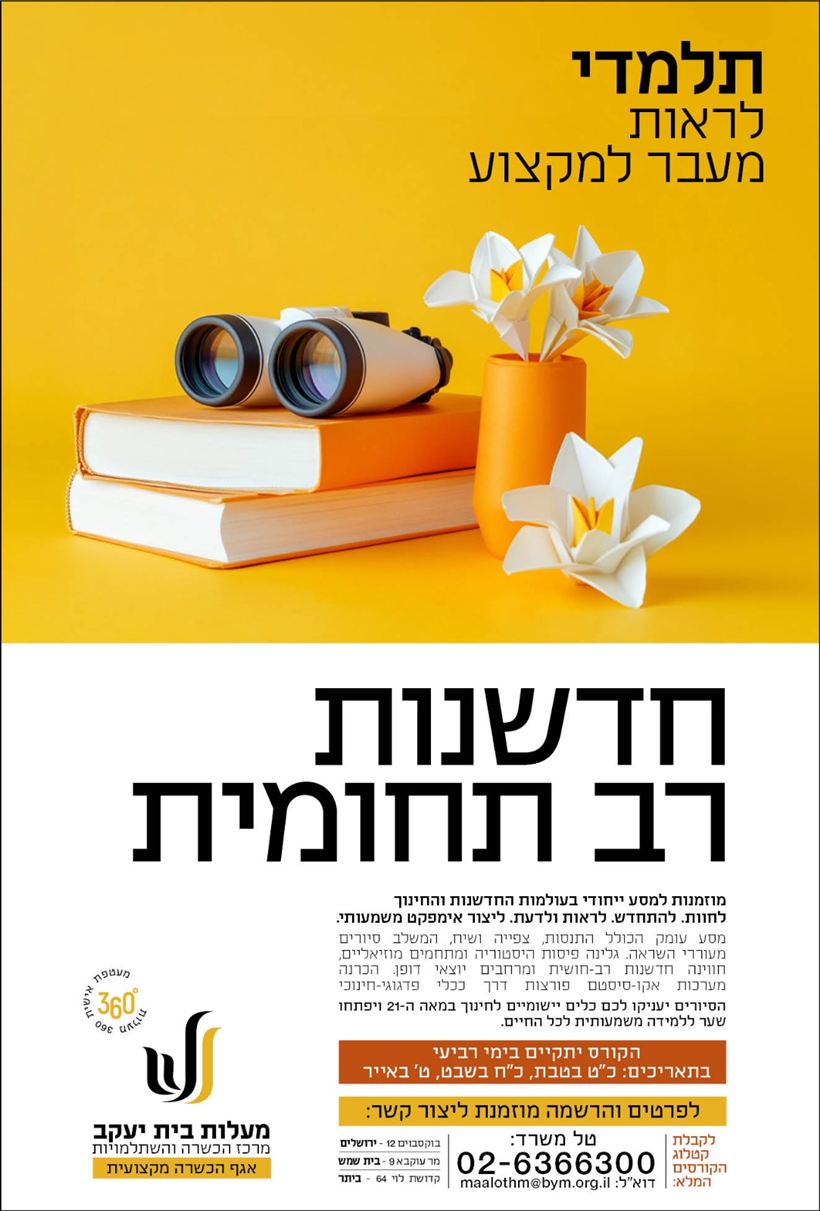 תלמדי
לראות
מעבר למקצוע
חדשנות
רב תחומית
מוזמנות למסע ייחודי בעולמות החדשנות והחינוך
לחוות. להתחדש. לראות ולדעת. ליצור אימפקט משמעותי.
מסע עומק הכולל התנסות, צפייה ושיח, המשלב סיורים
מעוררי השראה. גלינה פיסות היסטוריה ומתחמים מוזיאליים,
חווינה חדשנות רב-חושית ומרחבים יוצאי דופן. הכרנה
מערכות אקו-סיסטם פורצות דרך ככלי פדגוגי-חינוכי
הסיורים יעניקו לכם כלים יישומיים לחינוך במאה ה-21 ויפתחו
שער ללמידה משמעותית לכל החיים.
הקורס יתקיים בימי רביעי
בתאריכים: כ"ט בטבת, כ"ח בשבט, ט' באייר
לפרטים והרשמה מוזמנת ליצור קשר:
לקבלת
קטלוג
הקורסים
המלא:
טל משרד:
02-6366300
דוא"ל: maalothm@bym.org.il
בוקסבוים 12 - ירושלים
מר עוקבא 9 - בית שמש
קדושת לוי 64 - ביתר
מעטפת אישית 360 מעלות
360°
מעלות בית יעקב
מרכז הכשרה והשתלמויות
אגף הכשרה מקצועית